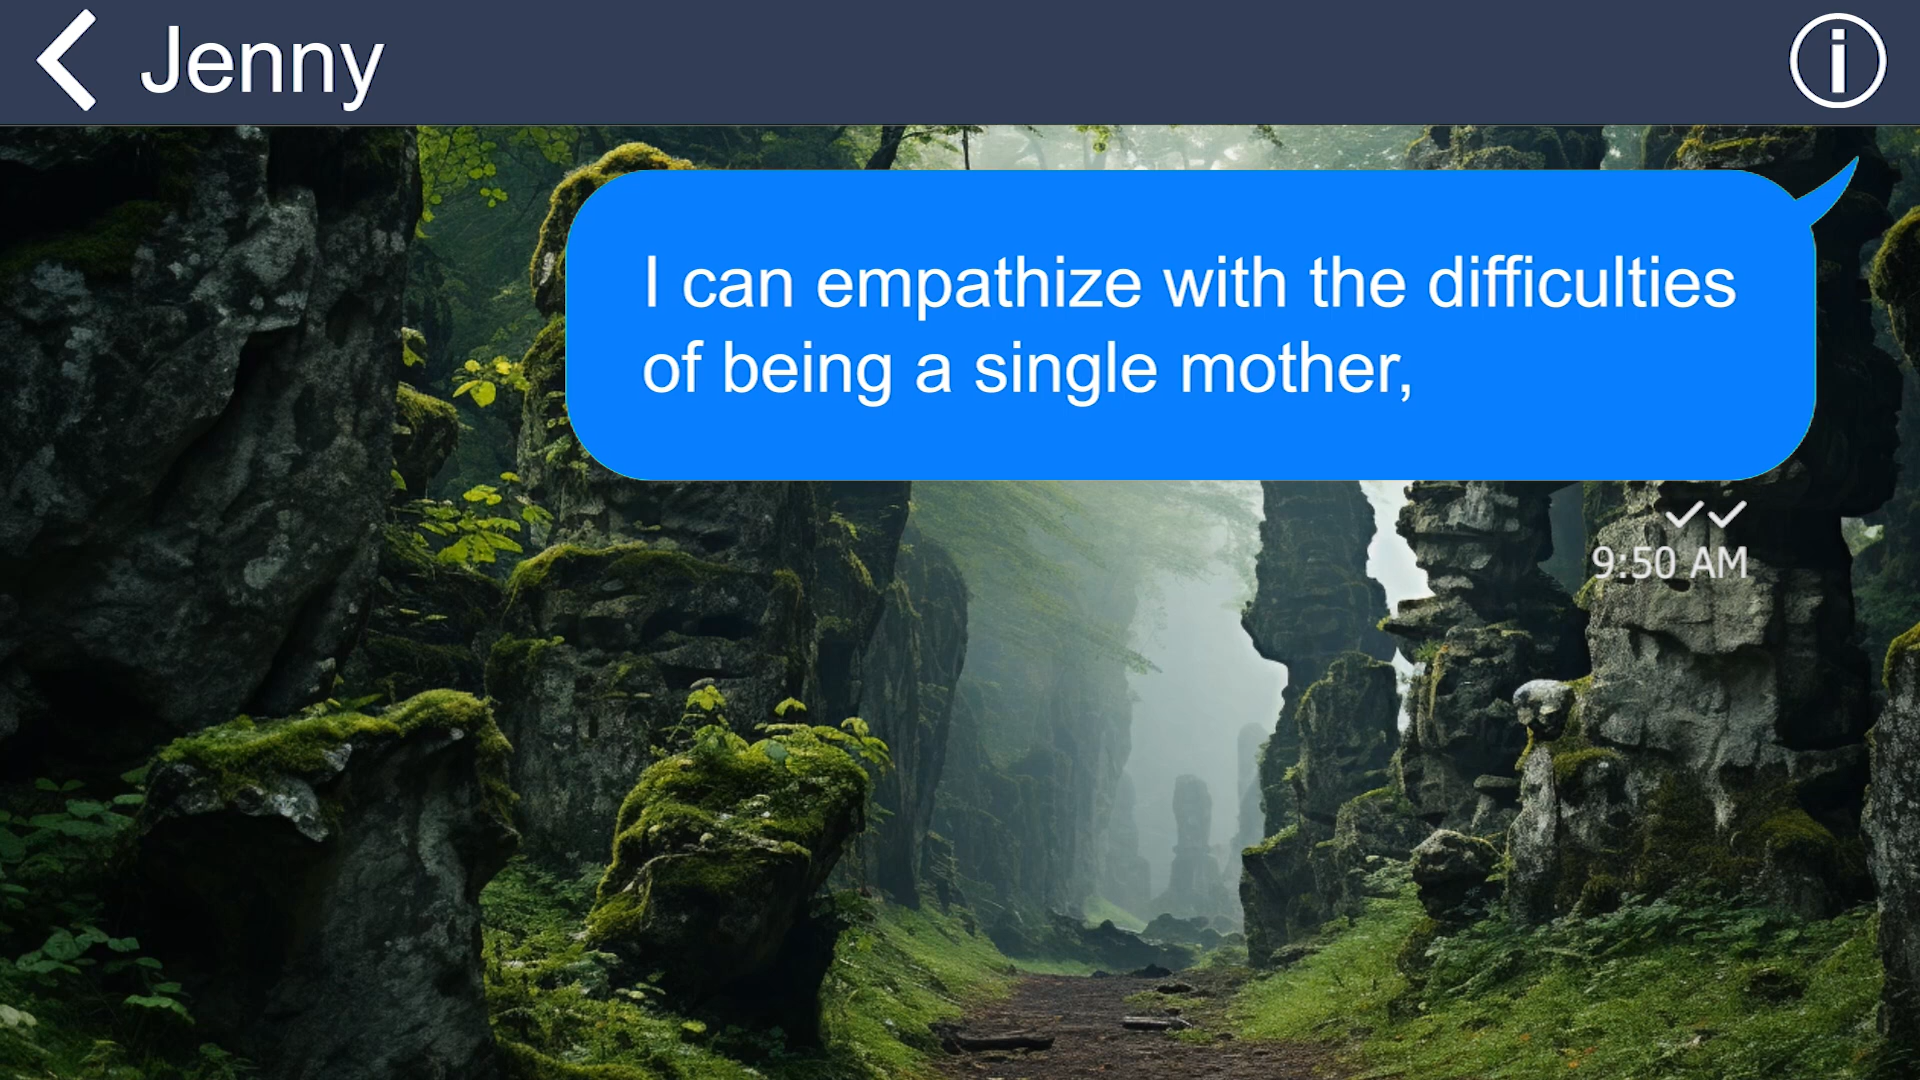 Jenny
I can empathize with the difficulties
of being a single mother,
9:50 AM